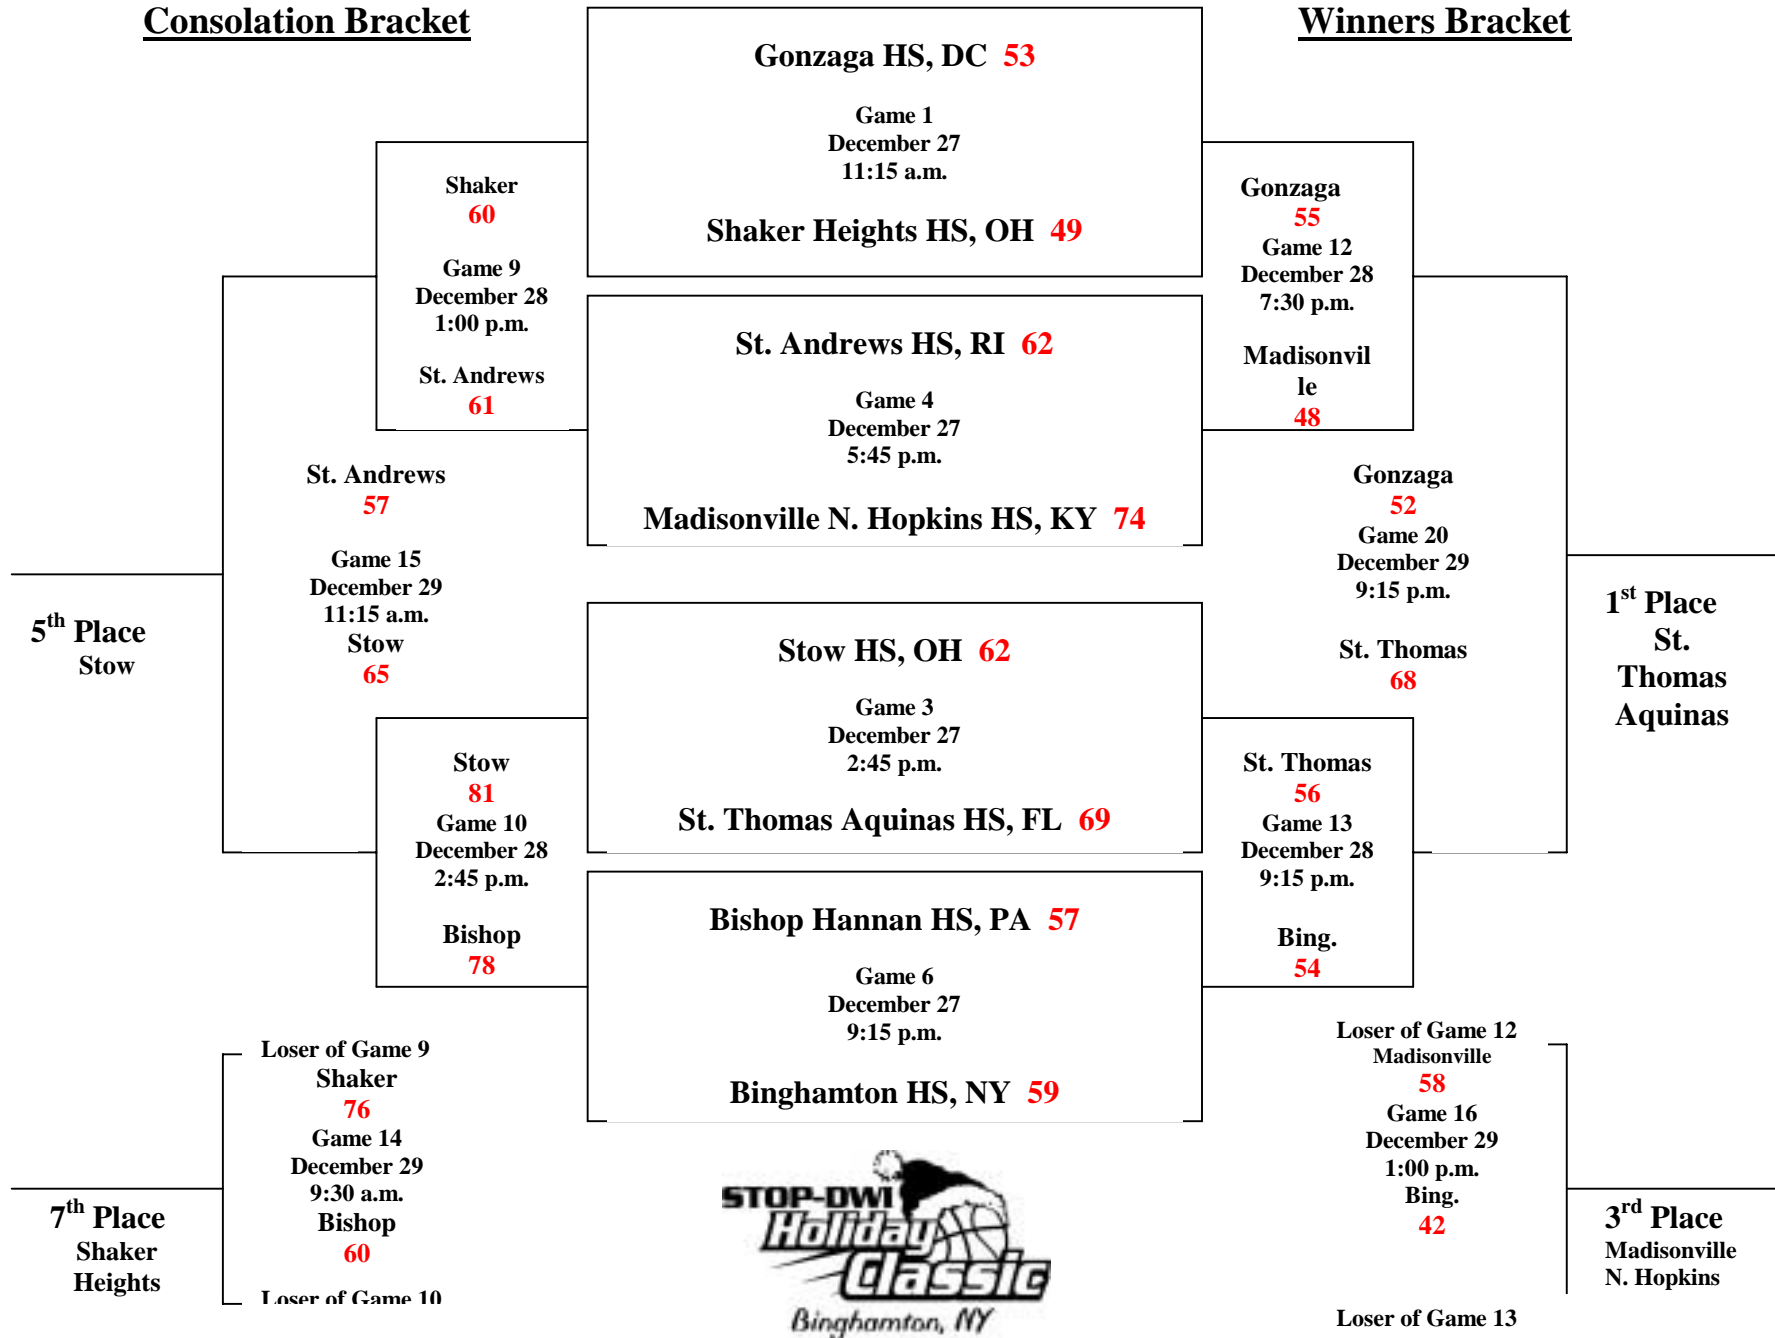 Consolation Bracket
Winners Bracket
Gonzaga HS, DC 53
Game 1
December 27
11:15 a.m.
Shaker Heights HS, OH 49
St. Andrews HS, RI 62
Game 4
December 27
5:45 p.m.
Madisonville N. Hopkins HS, KY 74
Stow HS, OH 62
Game 3
December 27
2:45 p.m.
St. Thomas Aquinas HS, FL 69
Bishop Hannan HS, PA 57
Game 6
December 27
9:15 p.m.
Binghamton HS, NY 59
Shaker
60
Game 9
December 28
1:00 p.m.
St. Andrews
61
St. Andrews
57
Game 15
December 29
11:15 a.m.
Stow
65
5th Place
Stow
Stow
81
Game 10
December 28
2:45 p.m.
Bishop
78
Loser of Game 9
Shaker
76
Game 14
December 29
9:30 a.m.
Bishop
60
Loser of Game 10
7th Place
Shaker
Heights
Gonzaga
55
Game 12
December 28
7:30 p.m.
Madisonvil
le
48
Gonzaga
52
Game 20
December 29
9:15 p.m.
St. Thomas
68
1st Place
St.
Thomas
Aquinas
St. Thomas
56
Game 13
December 28
9:15 p.m.
Bing.
54
Loser of Game 12
Madisonville
58
Game 16
December 29
1:00 p.m.
Bing.
42
Loser of Game 13
3rd Place
Madisonville
N. Hopkins
STOP-DWI
Holiday
Classic
Binghamton, NY